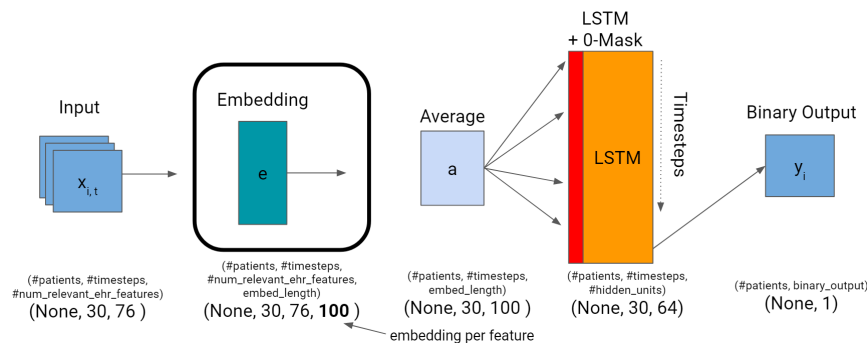 Input
x i, t
(#patients, #timesteps,
#num_relevant_ehr_features)
(None, 30, 76 )
Embedding
e
(#patients, #timesteps,
#num_relevant_ehr_features,
embed_length)
(None, 30, 76, 100 )
embedding per feature
Average
a
(#patients, #timesteps,
embed_length)
(None, 30, 100 )
LSTM
+ 0-Mask
LSTM
Timesteps
(#patients, #timesteps,
#hidden_units)
(None, 30, 64)
Binary Output
y i
(#patients, binary_output)
(None, 1)